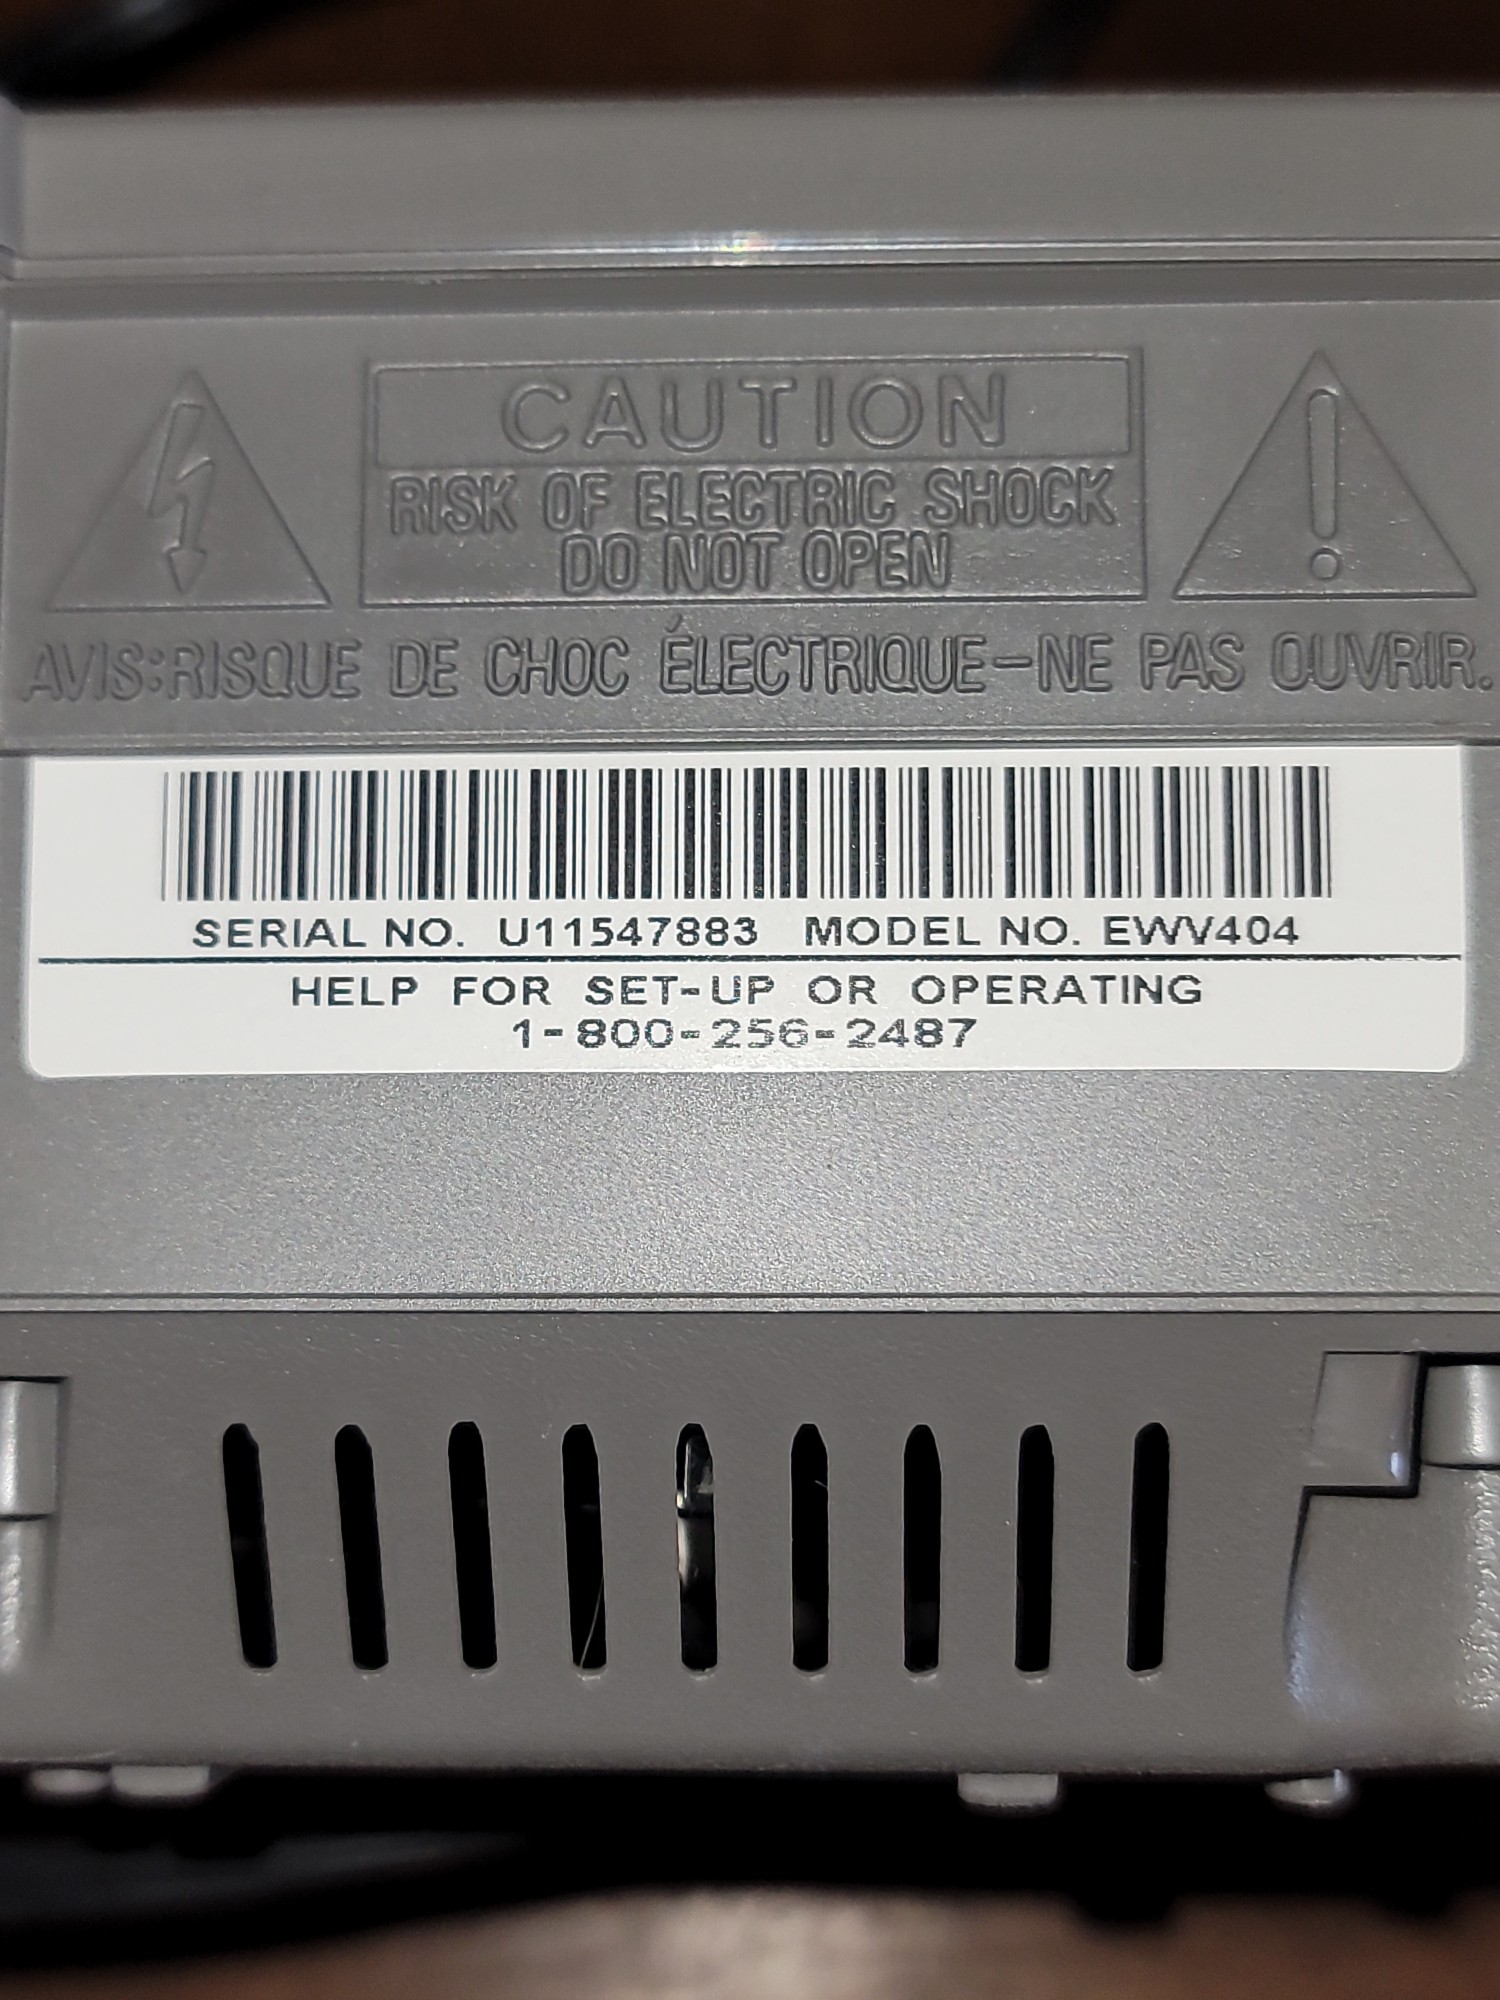 CAUTION
RISK OF ELECTRIC SHOCK
DO NOT OPEN
AVIS:RISQUE DE CHOC ÉLECTRIQUE-NE PAS OUVRIR.
SERIAL NO. U11547883 MODEL NO. EWV404
HELP FOR SET-UP OR OPERATING
1-800-256-2487